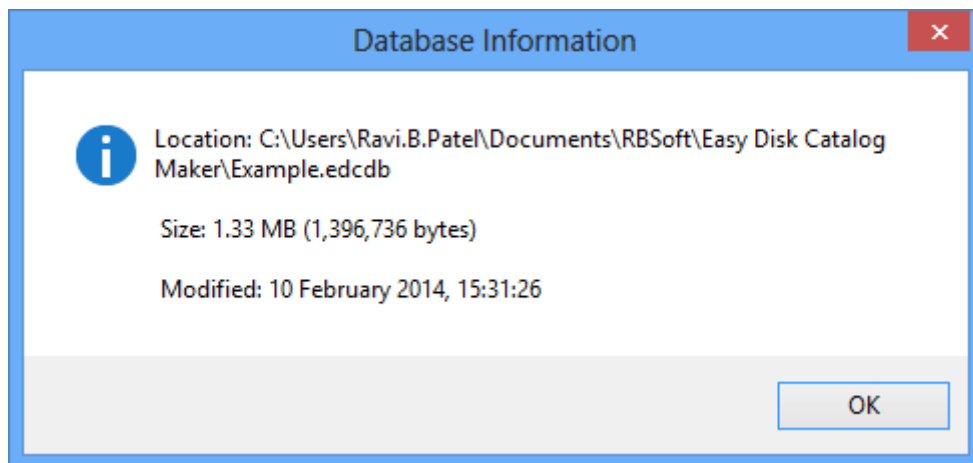 Database Information
Location: C:\Users\Ravi.B.Patel\Documents\RBSoft\Easy Disk Catalog
Maker\Example.edcdb
Size: 1.33 MB (1,396,736 bytes)
Modified: 10 February 2014, 15:31:26
OK